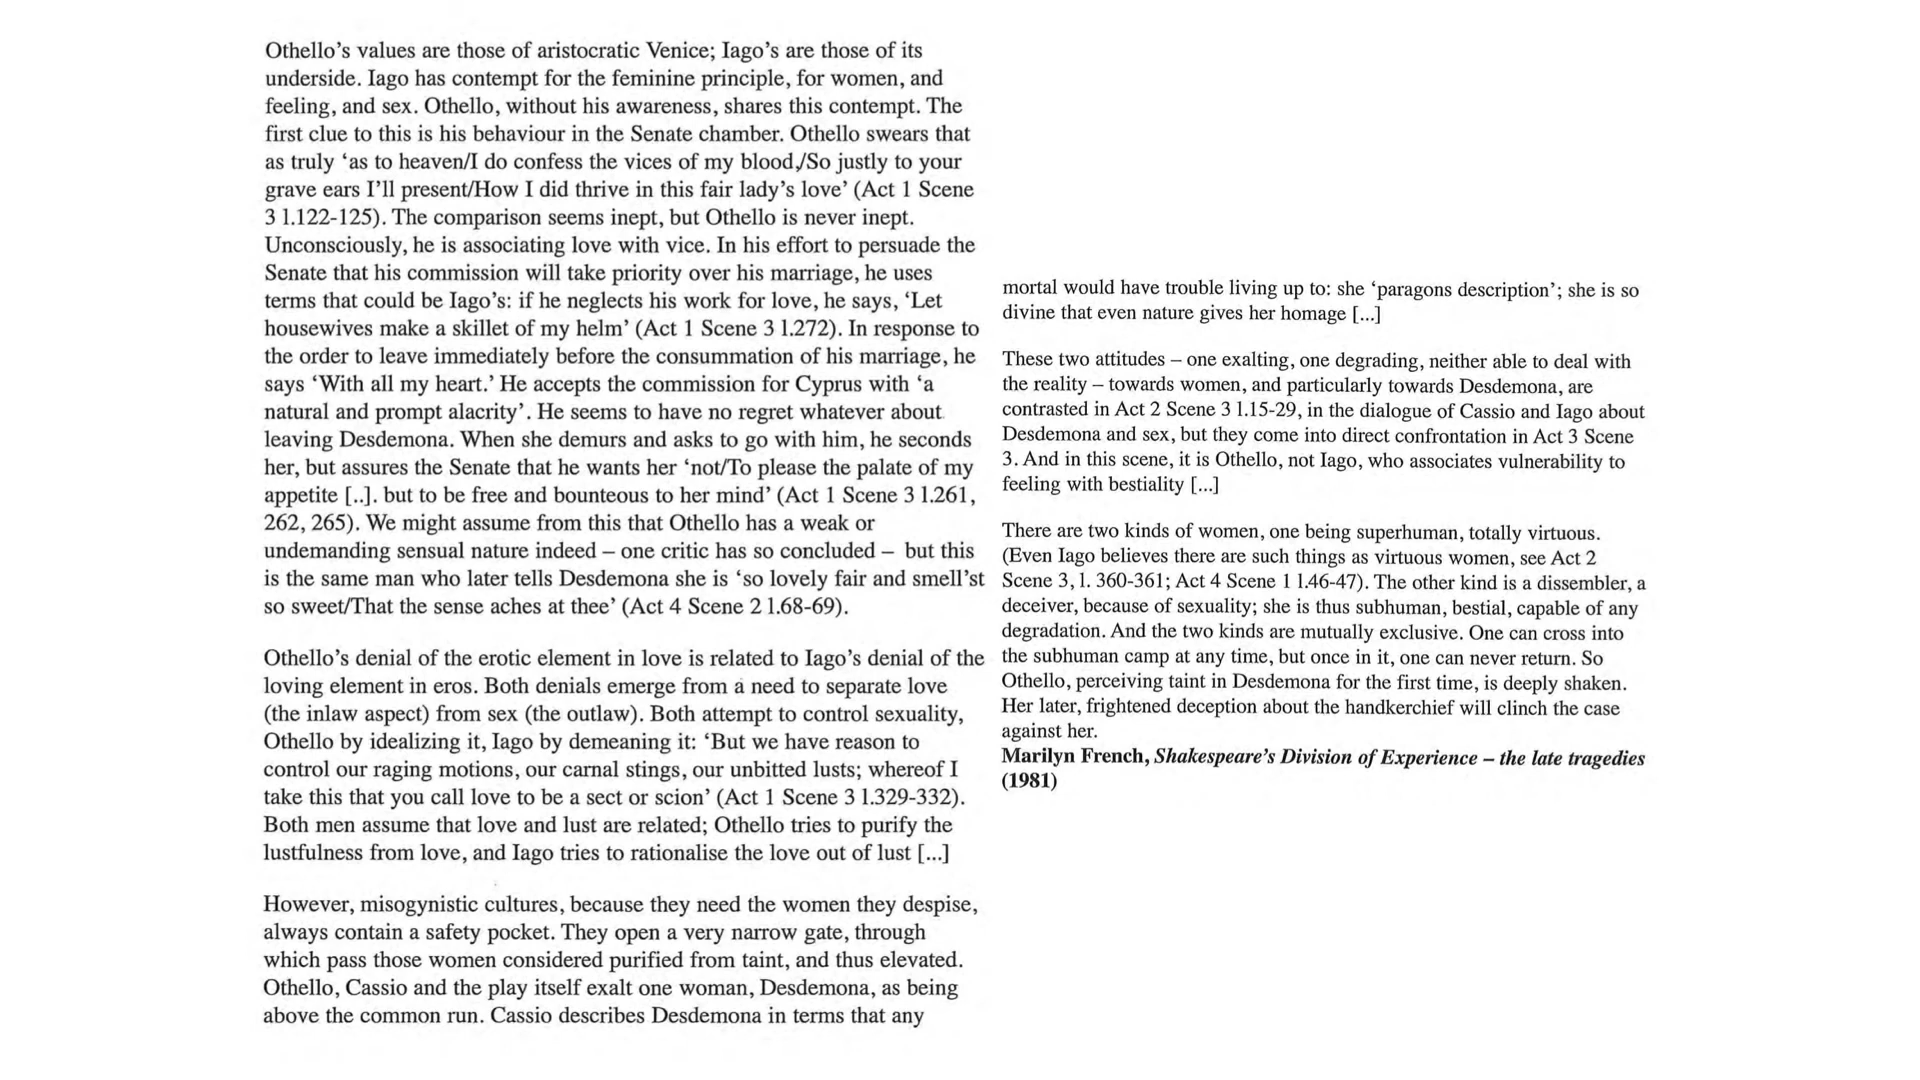 Othello’s values are those of aristocratic Venice; Iago’s are those of its
underside. Iago has contempt for the feminine principle, for women, and
feeling, and sex. Othello, without his awareness, shares this contempt. The
first clue to this is his behaviour in the Senate chamber. Othello swears that
as truly ‘as to heaven/I do confess the vices of my blood,/So justly to your
grave ears I’ll present/How I did thrive in this fair lady’s love’ (Act 1 Scene
3 l.122-125). The comparison seems inept, but Othello is never inept.
Unconsciously, he is associating love with vice. In his effort to persuade the
Senate that his commission will take priority over his marriage, he uses
terms that could be Iago’s: if he neglects his work for love, he says, ‘Let
housewives make a skillet of my helm’ (Act 1 Scene 3 l.272). In response to
the order to leave immediately before the consummation of his marriage, he
says ‘With all my heart.’ He accepts the commission for Cyprus with ‘a
natural and prompt alacrity’. He seems to have no regret whatever about
leaving Desdemona. When she demurs and asks to go with him, he seconds
her, but assures the Senate that he wants her ‘not/To please the palate of my
appetite [..]. but to be free and bounteous to her mind’ (Act 1 Scene 3 l.261,
262, 265). We might assume from this that Othello has a weak or
undemanding sensual nature indeed – one critic has so concluded – but this
is the same man who later tells Desdemona she is ‘so lovely fair and smell’st
so sweet/That the sense aches at thee’ (Act 4 Scene 2 l.68-69).
Othello’s denial of the erotic element in love is related to Iago’s denial of the
loving element in eros. Both denials emerge from a need to separate love
(the inlaw aspect) from sex (the outlaw). Both attempt to control sexuality,
Othello by idealizing it, Iago by demeaning it: ‘But we have reason to
control our raging motions, our carnal stings, our unbitted lusts; whereof I
take this that you call love to be a sect or scion’ (Act 1 Scene 3 l.329-332).
Both men assume that love and lust are related; Othello tries to purify the
lustfulness from love, and Iago tries to rationalise the love out of lust [...]
However, misogynistic cultures, because they need the women they despise,
always contain a safety pocket. They open a very narrow gate, through
which pass those women considered purified from taint, and thus elevated.
Othello, Cassio and the play itself exalt one woman, Desdemona, as being
above the common run. Cassio describes Desdemona in terms that any
mortal would have trouble living up to: she ‘paragons description’; she is so
divine that even nature gives her homage [...]
These two attitudes – one exalting, one degrading, neither able to deal with
the reality – towards women, and particularly towards Desdemona, are
contrasted in Act 2 Scene 3 l.15-29, in the dialogue of Cassio and Iago about
Desdemona and sex, but they come into direct confrontation in Act 3 Scene
3. And in this scene, it is Othello, not Iago, who associates vulnerability to
feeling with bestiality [...]
There are two kinds of women, one being superhuman, totally virtuous.
(Even Iago believes there are such things as virtuous women, see Act 2
Scene 3, l. 360-361; Act 4 Scene 1 l.46-47). The other kind is a dissembler, a
deceiver, because of sexuality; she is thus subhuman, bestial, capable of any
degradation. And the two kinds are mutually exclusive. One can cross into
the subhuman camp at any time, but once in it, one can never return. So
Othello, perceiving taint in Desdemona for the first time, is deeply shaken.
Her later, frightened deception about the handkerchief will clinch the case
against her.
Marilyn French, Shakespeare’s Division of Experience – the late tragedies
(1981)